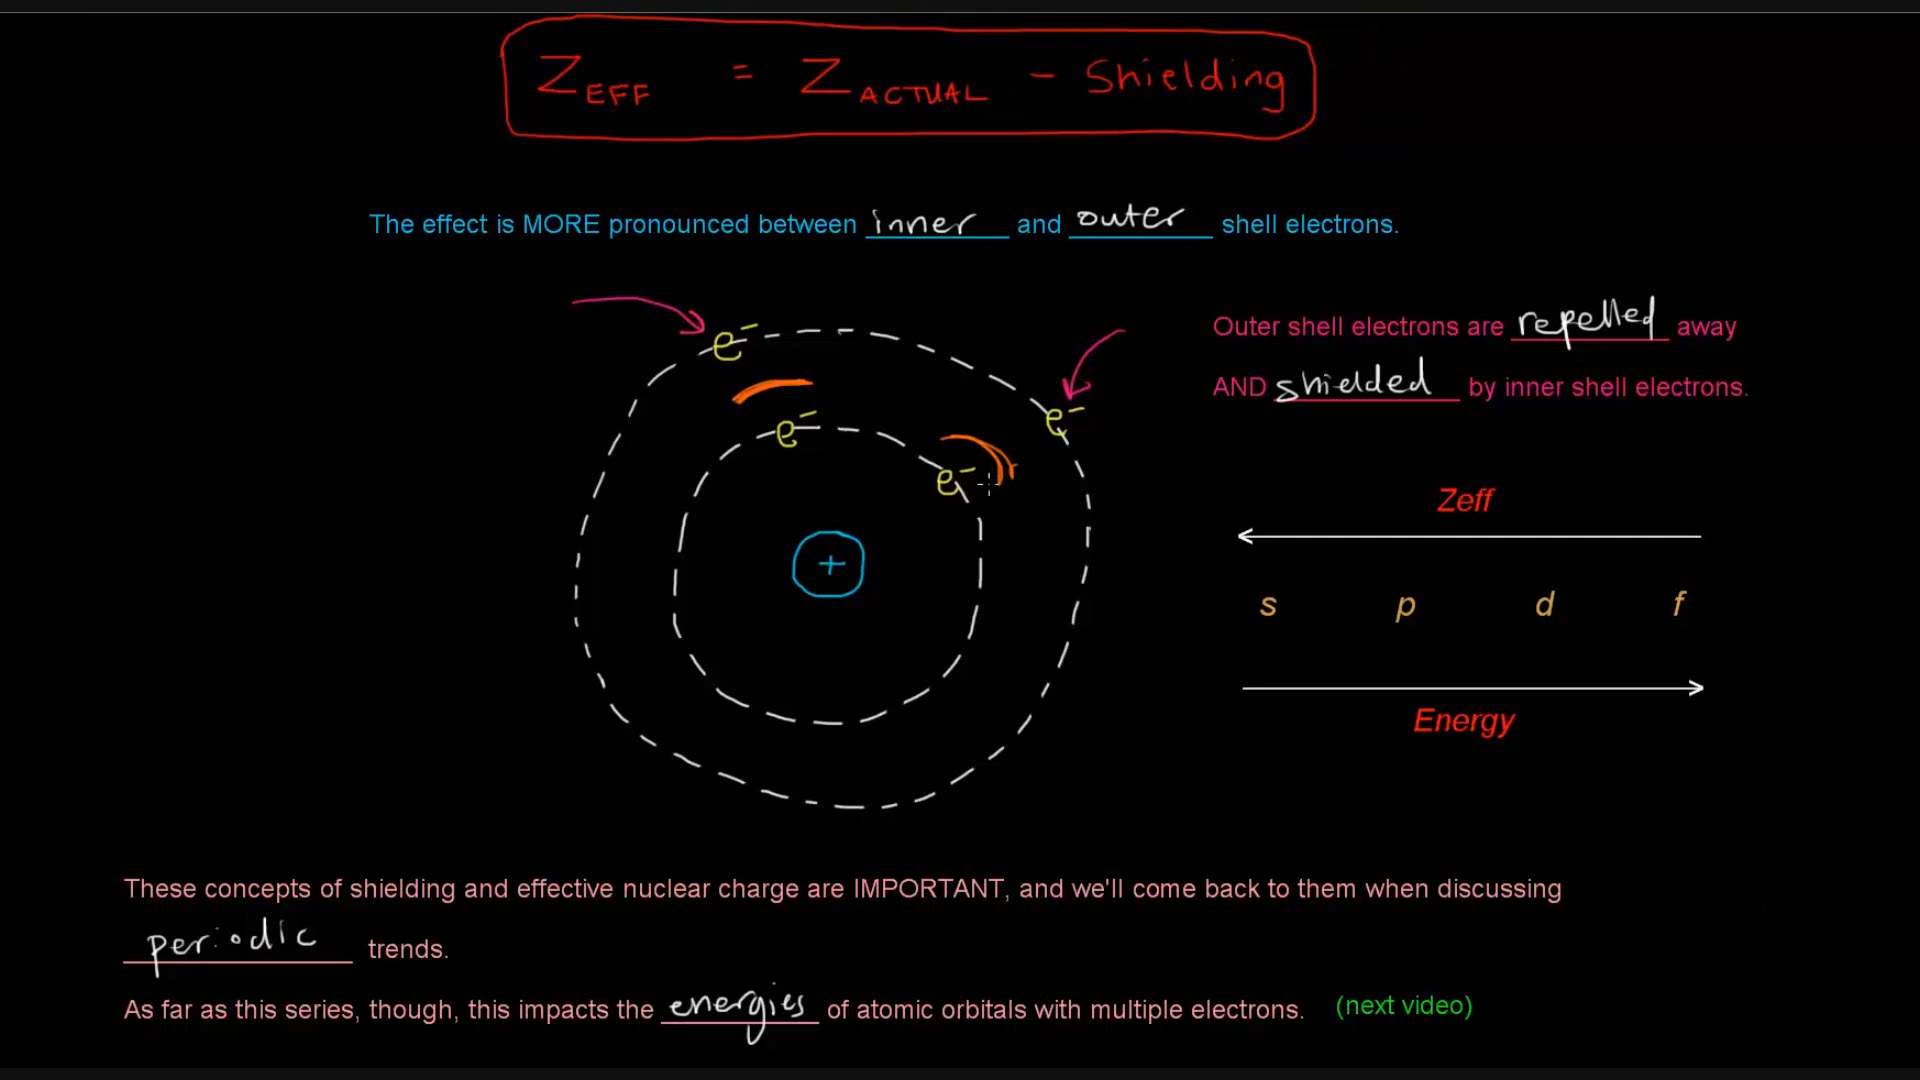 Z EFF = Z ACTUAL - Shielding
The effect is MORE pronounced between inner and outer shell electrons.
Outer shell electrons are repelled away
AND shielded by inner shell electrons.
e⁻
e⁻
e⁻
e⁻
+
Zeff
s p d f
Energy
These concepts of shielding and effective nuclear charge are IMPORTANT, and we'll come back to them when discussing
periodic trends.
As far as this series, though, this impacts the energies of atomic orbitals with multiple electrons. (next video)